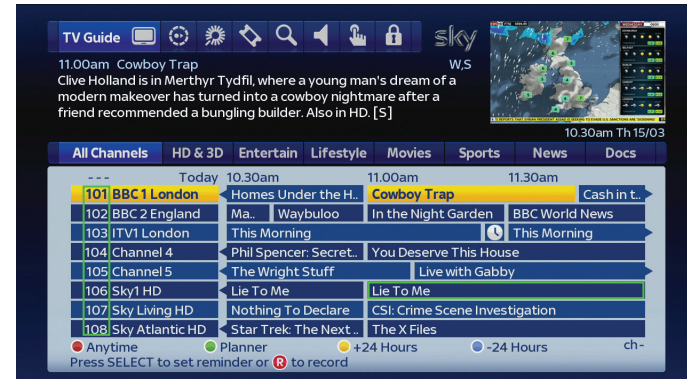 TV Guide
sky
11.00am Cowboy Trap W,S
Clive Holland is in Merthyr Tydfil, where a young man's dream of a
modern makeover has turned into a cowboy nightmare after a
friend recommended a bungling builder. Also in HD. [S]
10.30am Th 15/03
All Channels HD & 3D Entertain Lifestyle Movies Sports News Docs
--- Today 10.30am 11.00am 11.30am
101 BBC 1 London Homes Under the H.. Cowboy Trap Cash in t..
102 BBC 2 England Ma.. Waybuloo In the Night Garden BBC World News
103 ITV1 London This Morning This Morning
104 Channel 4 Phil Spencer: Secret.. You Deserve This House
105 Channel 5 The Wright Stuff Live with Gabby
106 Sky1 HD Lie To Me Lie To Me
107 Sky Living HD Nothing To Declare CSI: Crime Scene Investigation
108 Sky Atlantic HD Star Trek: The Next .. The X Files
Anytime Planner +24 Hours -24 Hours ch-
Press SELECT to set reminder or R to record